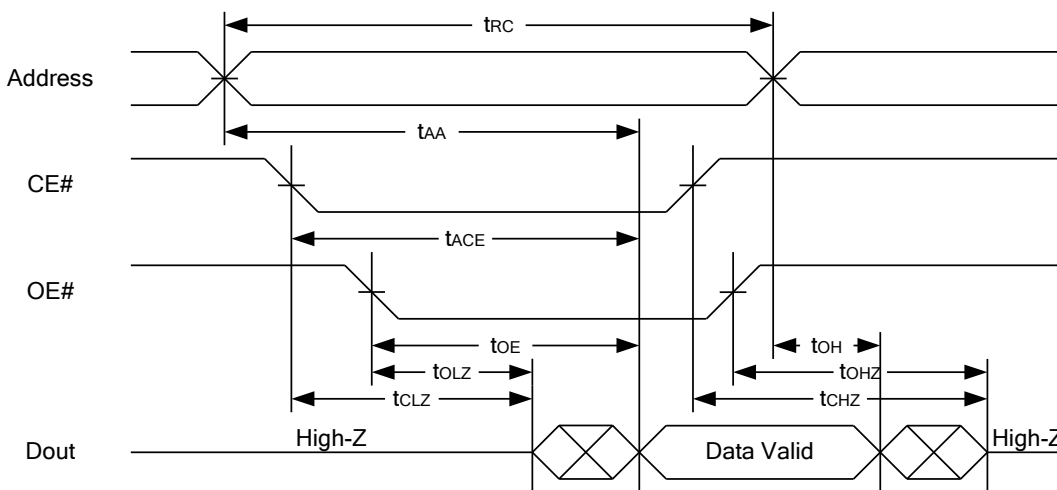 tRC
Address
tAA
CE#
tACE
OE#
tOE
tOH
tOLZ
tOHZ
tCLZ
tCHZ
High-Z
Data Valid
High-Z
Dout